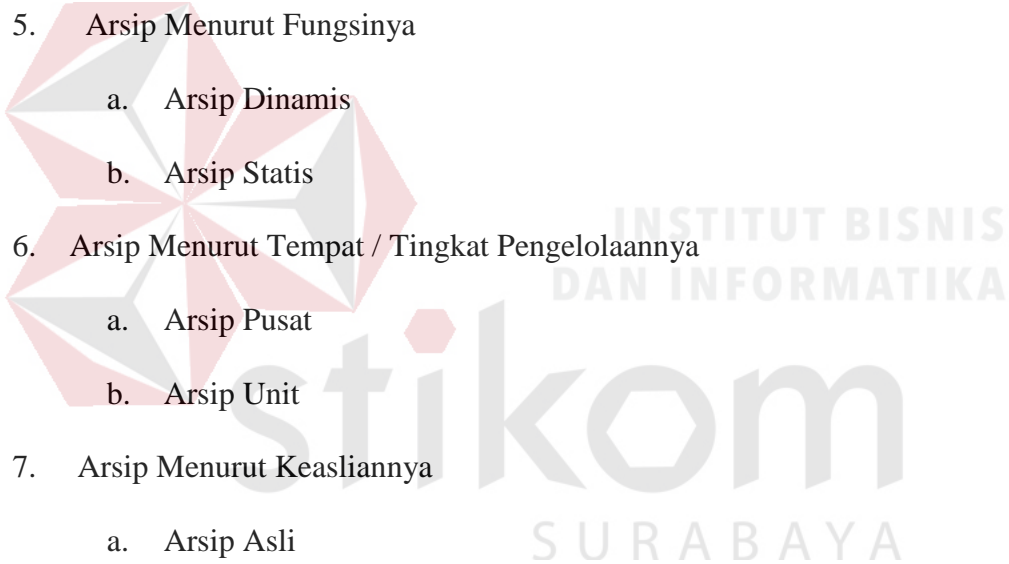 5. Arsip Menurut Fungsinya
a. Arsip Dinamis
b. Arsip Statis
INSTITUT BISNIS
6. Arsip Menurut Tempat / Tingkat Pengelolaannya
DAN INFORMATIKA
a. Arsip Pusat
stikom
b. Arsip Unit
7. Arsip Menurut Keasliannya
a. Arsip Asli
SURABAYA